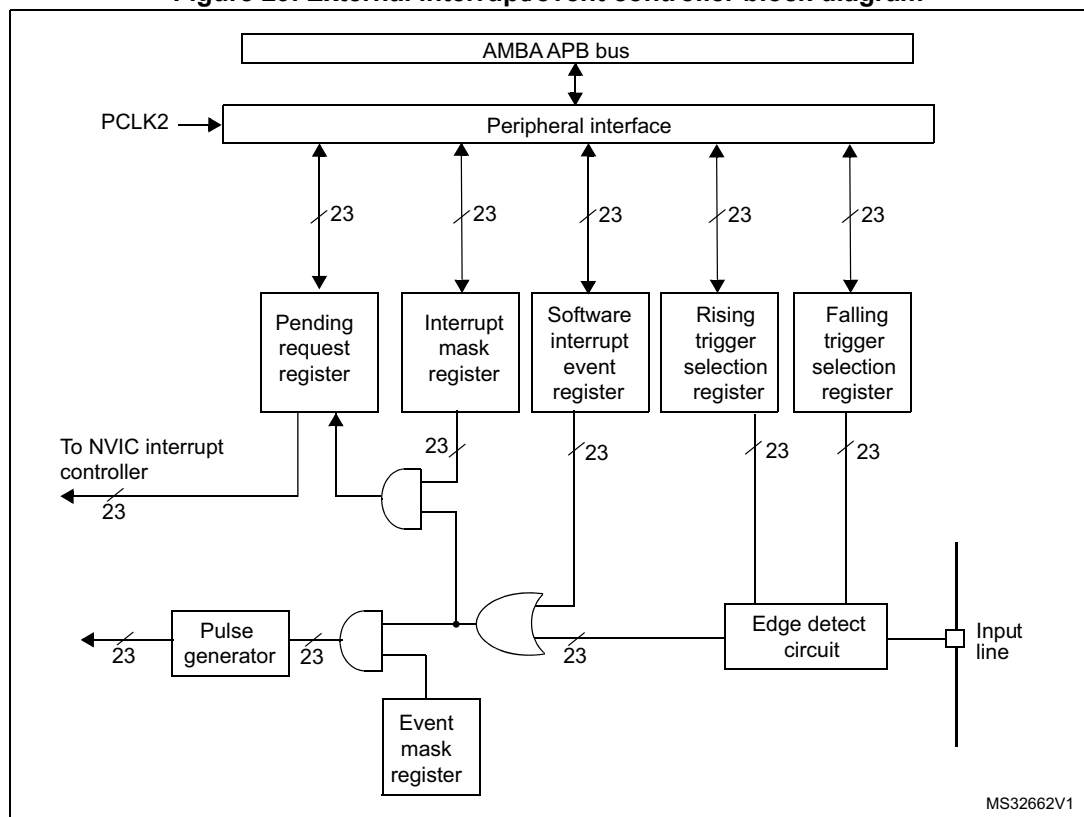 AMBA APB bus
PCLK2
Peripheral interface
23
23
23
23
23
Pending
request
register
Interrupt
mask
register
Software
interrupt
event
register
Rising
trigger
selection
register
Falling
trigger
selection
register
To NVIC interrupt
controller
23
23
23
23
23
Pulse
generator
23
23
23
Edge detect
circuit
Input
line
Event
mask
register
MS32662V1